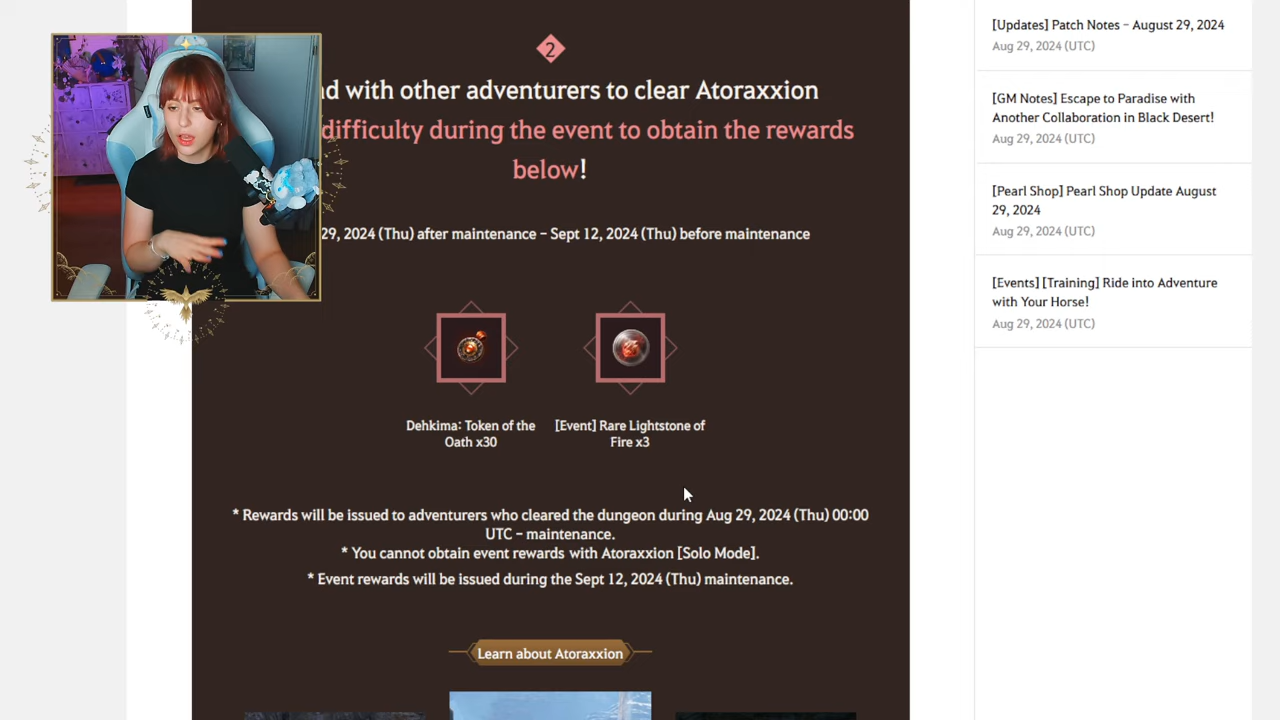 2
with other adventurers to clear Atoraxxion
difficulty during the event to obtain the rewards
below!
29, 2024 (Thu) after maintenance – Sept 12, 2024 (Thu) before maintenance
Dehkima: Token of the
Oath x30
[Event] Rare Lightstone of
Fire x3
* Rewards will be issued to adventurers who cleared the dungeon during Aug 29, 2024 (Thu) 00:00
UTC – maintenance.
* You cannot obtain event rewards with Atoraxxion [Solo Mode].
* Event rewards will be issued during the Sept 12, 2024 (Thu) maintenance.
Learn about Atoraxxion
[Updates] Patch Notes – August 29, 2024
Aug 29, 2024 (UTC)
[GM Notes] Escape to Paradise with
Another Collaboration in Black Desert!
Aug 29, 2024 (UTC)
[Pearl Shop] Pearl Shop Update August
29, 2024
Aug 29, 2024 (UTC)
[Events] [Training] Ride into Adventure
with Your Horse!
Aug 29, 2024 (UTC)